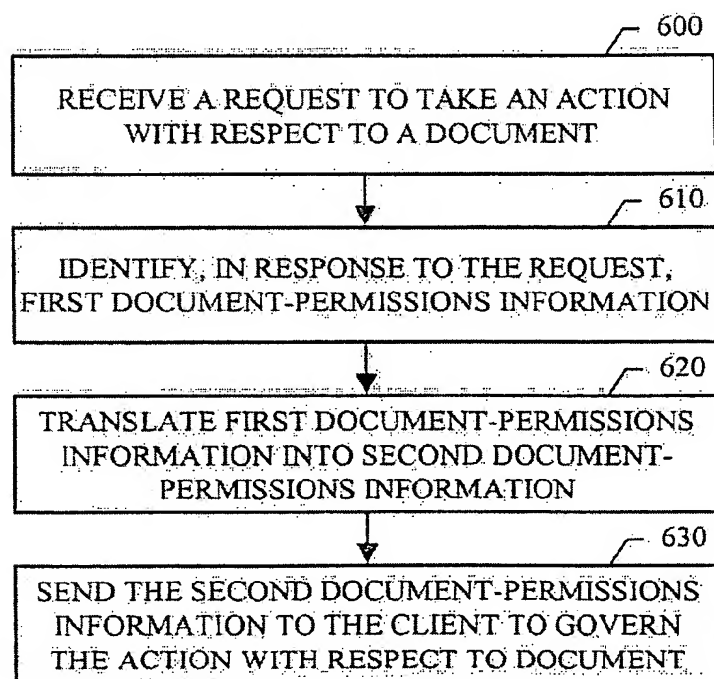 600
RECEIVE A REQUEST TO TAKE AN ACTION
WITH RESPECT TO A DOCUMENT
610
IDENTIFY, IN RESPONSE TO THE REQUEST,
FIRST DOCUMENT-PERMISSIONS INFORMATION
620
TRANSLATE FIRST DOCUMENT-PERMISSIONS
INFORMATION INTO SECOND DOCUMENT-
PERMISSIONS INFORMATION
630
SEND THE SECOND DOCUMENT-PERMISSIONS
INFORMATION TO THE CLIENT TO GOVERN
THE ACTION WITH RESPECT TO DOCUMENT